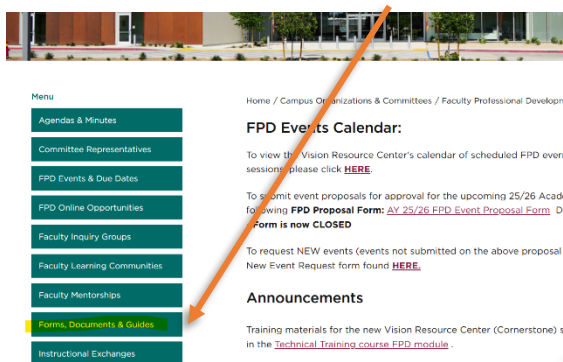 Menu
Agendas & Minutes
Committee Representatives
FPD Events & Due Dates
FPD Online Opportunities
Faculty Inquiry Groups
Faculty Learning Communities
Faculty Mentorships
Forms, Documents & Guides
Instructional Exchanges
Home / Campus Organizations & Committees / Faculty Professional Developm
FPD Events Calendar:
To view the Vision Resource Center's calendar of scheduled FPD even
sessions please click HERE.
To submit event proposals for approval for the upcoming 25/26 Acade
following FPD Proposal Form: AY 25/26 FPD Event Proposal Form D
Form is now CLOSED
To request NEW events (events not submitted on the above proposal
New Event Request form found HERE.
Announcements
Training materials for the new Vision Resource Center (Cornerstone) s
in the Technical Training course FPD module .